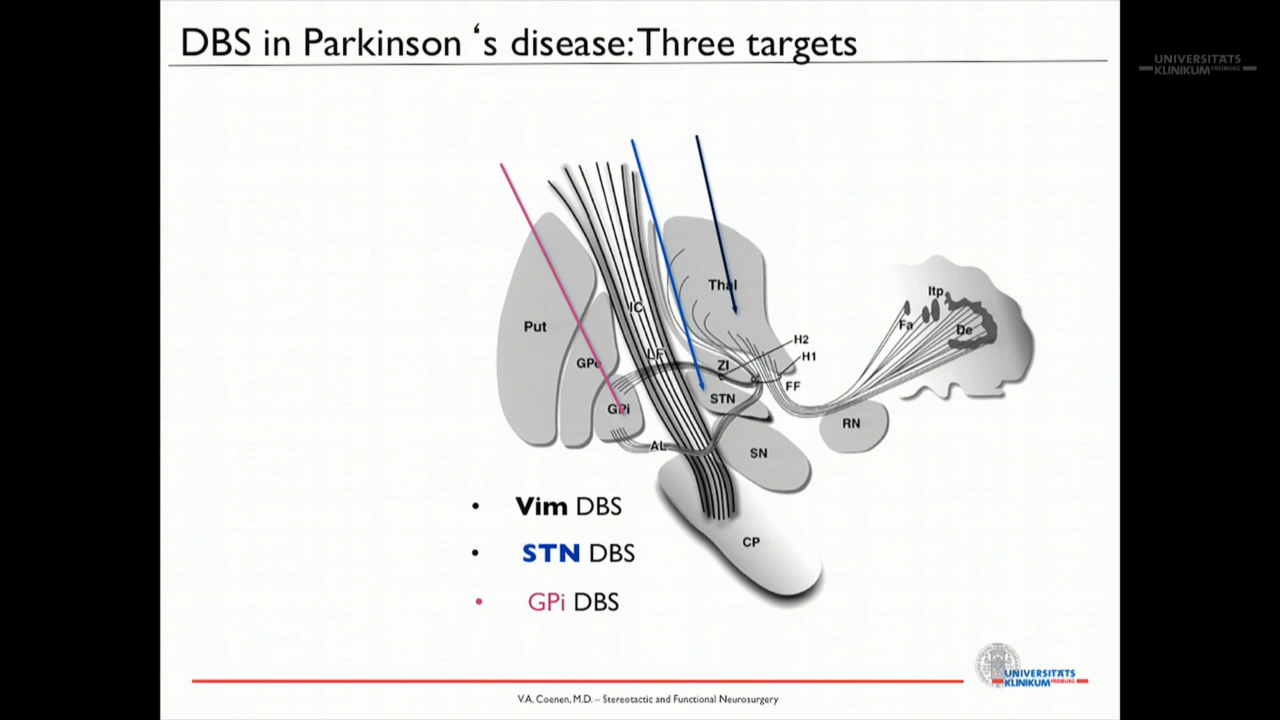 DBS in Parkinson ‘s disease: Three targets
UNIVERSITÄTS
KLINIKUM FREIBURG
Put
GPe
GPi
IC
LF
AL
Thal
ZI
STN
SN
CP
H2
H1
FF
RN
Fa
Itp
De
• Vim DBS
• STN DBS
• GPi DBS
UNIVERSITÄTS
KLINIKUM FREIBURG
V.A. Coenen, M.D. – Stereotactic and Functional Neurosurgery